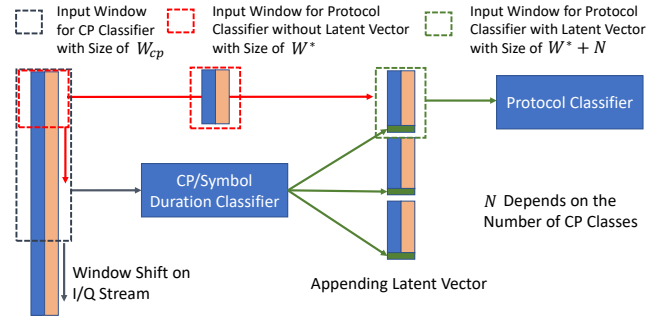 Input Window
for CP Classifier
with Size of W_cp
Input Window for Protocol
Classifier without Latent Vector
with Size of W*
Input Window for Protocol
Classifier with Latent Vector
with Size of W* + N
Protocol Classifier
CP/Symbol
Duration Classifier
N Depends on the
Number of CP Classes
Window Shift on
I/Q Stream
Appending Latent Vector